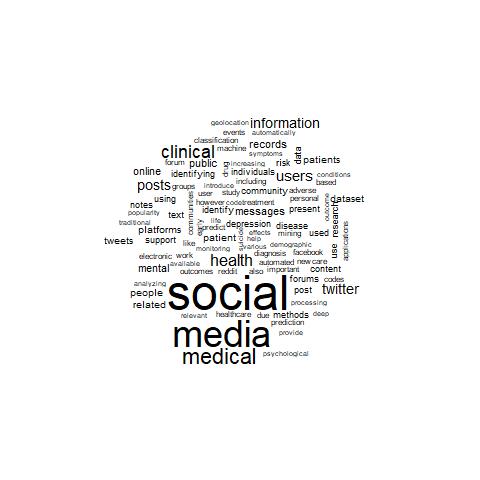 geolocation information
events automatically
classification
clinical machine records data
symptoms
forum public drug increasing risk patients
online identifying individuals users conditions
including based
posts groups introduce
user study community adverse
using communities however code treatment personal outcome dataset
notes
popularity text identify messages present research
traditional early life
predict depression disease
platforms suicide effects mining used applications
tweets support like patient help
various demographic use
monitoring diagnosis facebook
electronic work health automated new care
mental available outcomes reddit also important content
analyzing social forums codes
people post twitter
related processing
relevant healthcare due methods deep
media prediction
provide
medical psychological